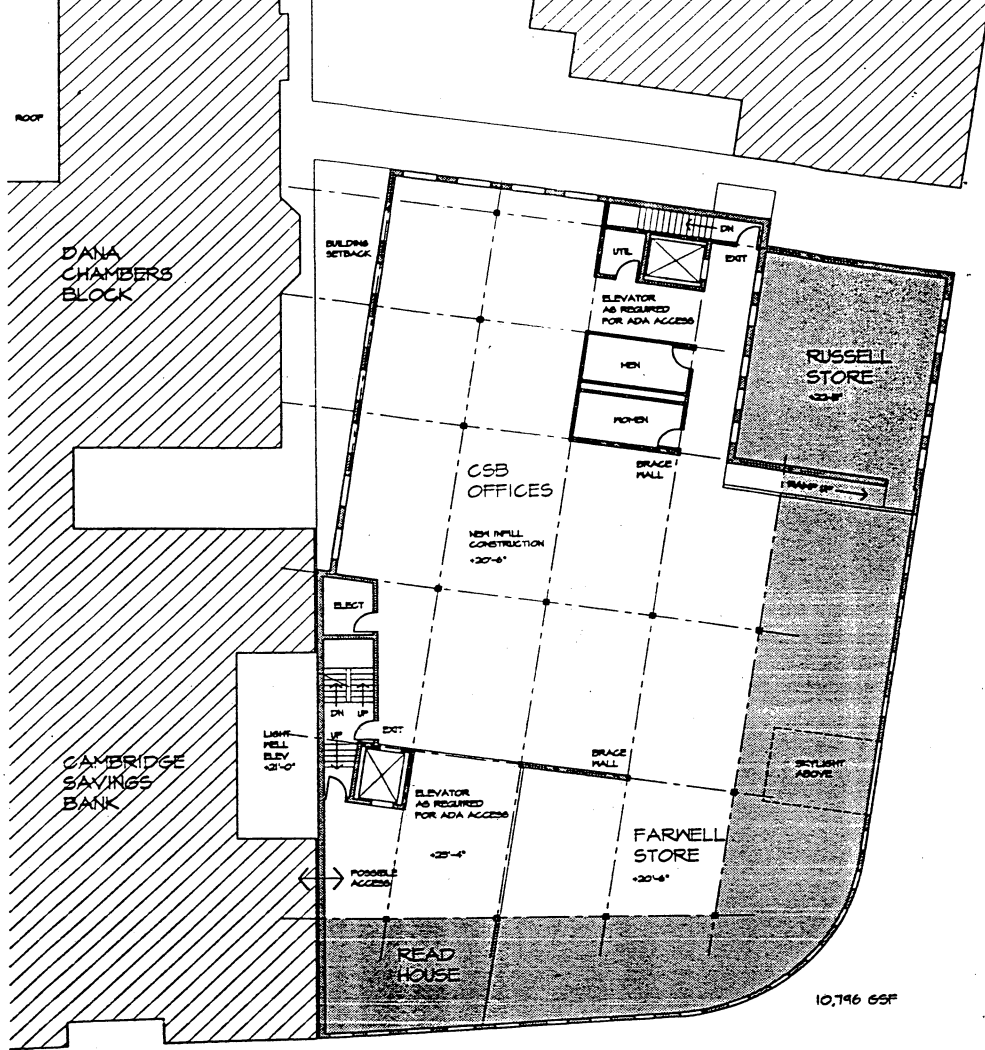 ROOF
DANA
CHAMBERS
BLOCK
BUILDING
SETBACK
DN
UTIL
EXIT
ELEVATOR
AS REQUIRED
FOR ADA ACCESS
RUSSELL
STORE
MEN
WOMEN
BRACE
WALL
RAMP UP
CSB
OFFICES
NEW INFILL
CONSTRUCTION
+20'-6"
ELECT
DN UP
UP
EXIT
LIGHT
WELL
ELEV
+21'-0"
CAMBRIDGE
SAVINGS
BANK
BRACE
WALL
SKYLIGHT
ABOVE
ELEVATOR
AS REQUIRED
FOR ADA ACCESS
+25'-4"
FARWELL
STORE
+20'-6"
POSSIBLE
ACCESS
READ
HOUSE
10,796 GSF